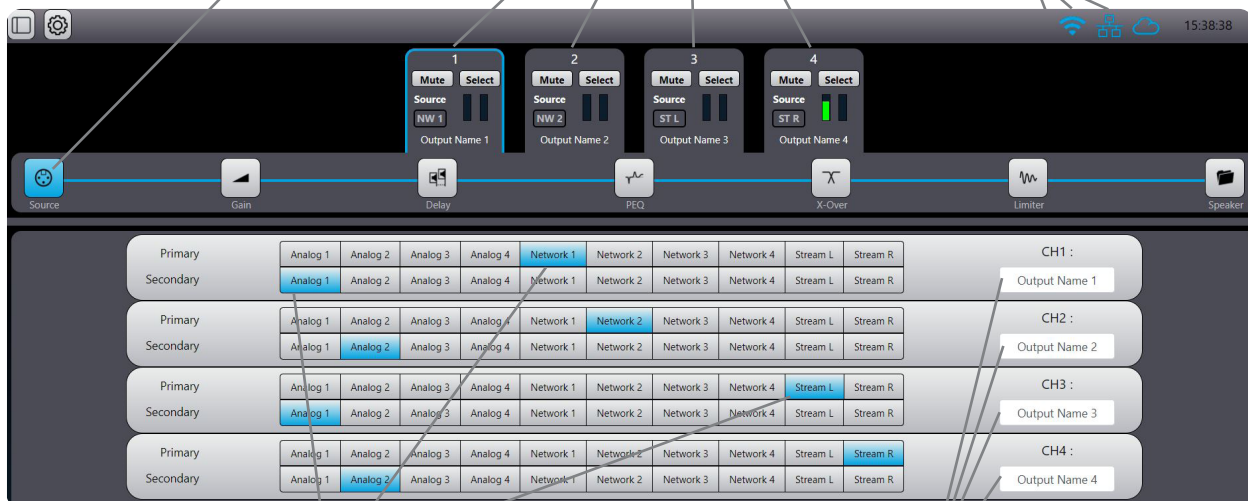 15:38:38
1 2 3 4
Mute Select Mute Select Mute Select Mute Select
Source Source Source Source
NW 1 NW 2 ST L ST R
Output Name 1 Output Name 2 Output Name 3 Output Name 4
Source Gain Delay PEQ X-Over Limiter Speaker
Primary Analog 1 Analog 2 Analog 3 Analog 4 Network 1 Network 2 Network 3 Network 4 Stream L Stream R CH1 :
Secondary Analog 1 Analog 2 Analog 3 Analog 4 Network 1 Network 2 Network 3 Network 4 Stream L Stream R Output Name 1
Primary Analog 1 Analog 2 Analog 3 Analog 4 Network 1 Network 2 Network 3 Network 4 Stream L Stream R CH2 :
Secondary Analog 1 Analog 2 Analog 3 Analog 4 Network 1 Network 2 Network 3 Network 4 Stream L Stream R Output Name 2
Primary Analog 1 Analog 2 Analog 3 Analog 4 Network 1 Network 2 Network 3 Network 4 Stream L Stream R CH3 :
Secondary Analog 1 Analog 2 Analog 3 Analog 4 Network 1 Network 2 Network 3 Network 4 Stream L Stream R Output Name 3
Primary Analog 1 Analog 2 Analog 3 Analog 4 Network 1 Network 2 Network 3 Network 4 Stream L Stream R CH4 :
Secondary Analog 1 Analog 2 Analog 3 Analog 4 Network 1 Network 2 Network 3 Network 4 Stream L Stream R Output Name 4